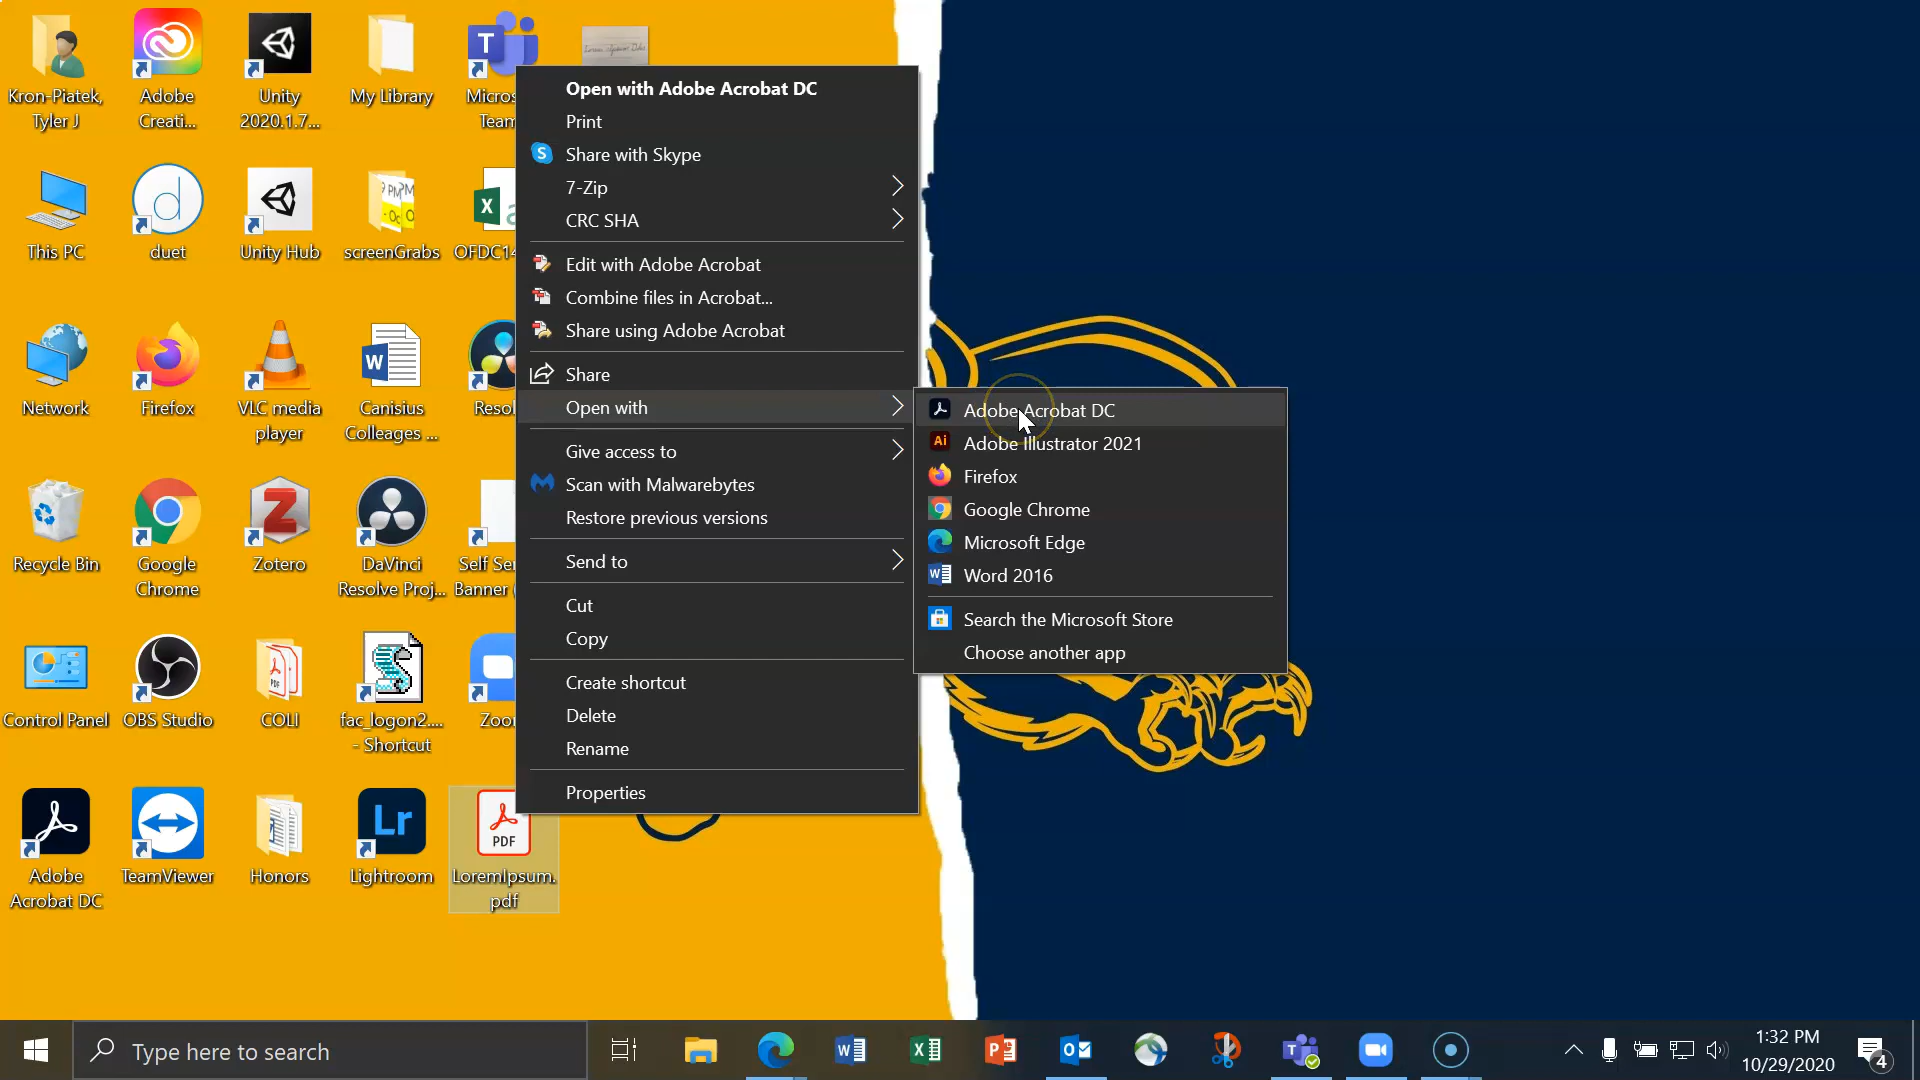 Kron-Piatek,
Tyler J
Adobe
Creati...
Unity
2020.1.7...
My Library
This PC
duet
Unity Hub
screenGrabs
Network
Firefox
VLC media
player
Canisius
Colleages ...
Recycle Bin
Google
Chrome
Zotero
DaVinci
Resolve Proj...
Self Se
Banner
Control Panel
OBS Studio
COLI
fac_logon2....
- Shortcut
Adobe
Acrobat DC
TeamViewer
Honors
Lightroom
PDF
LoremIpsum.
pdf
Micros
Team
OFDC1
Resol
Zoo
Lorem Ipsum Dolor
Open with Adobe Acrobat DC
Print
Share with Skype
7-Zip
CRC SHA
Edit with Adobe Acrobat
Combine files in Acrobat...
Share using Adobe Acrobat
Share
Open with
Give access to
Scan with Malwarebytes
Restore previous versions
Send to
Cut
Copy
Create shortcut
Delete
Rename
Properties
Adobe Acrobat DC
Adobe Illustrator 2021
Firefox
Google Chrome
Microsoft Edge
Word 2016
Search the Microsoft Store
Choose another app
Type here to search
1:32 PM
10/29/2020
4